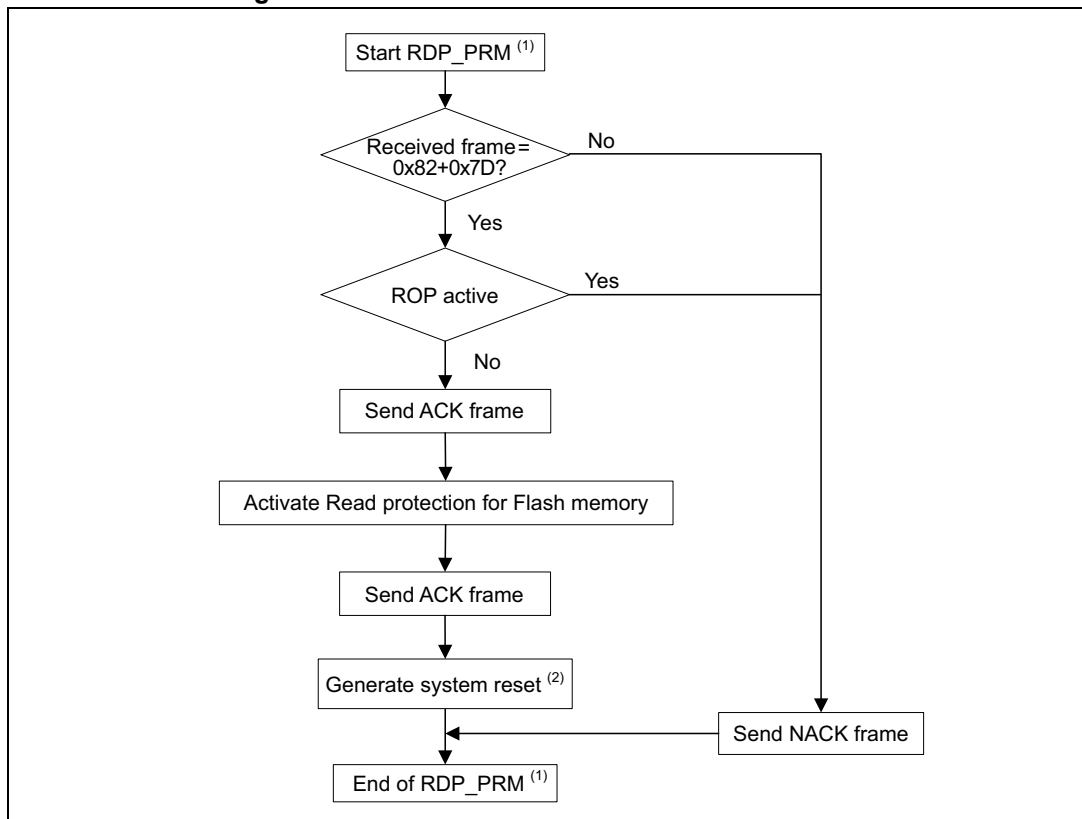 Start RDP_PRM (1)
Received frame=
0x82+0x7D?
No
Yes
ROP active
Yes
No
Send ACK frame
Activate Read protection for Flash memory
Send ACK frame
Generate system reset (2)
Send NACK frame
End of RDP_PRM (1)